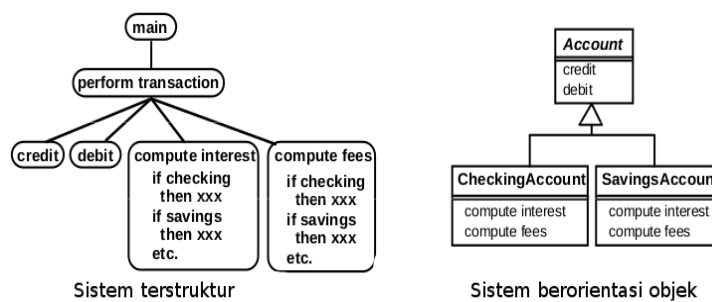 main
perform transaction
credit
debit
compute interest
if checking
then xxx
if savings
then xxx
etc.
compute fees
if checking
then xxx
if savings
then xxx
etc.
Sistem terstruktur
Account
credit
debit
CheckingAccount
compute interest
compute fees
SavingsAccount
compute interest
compute fees
Sistem berorientasi objek